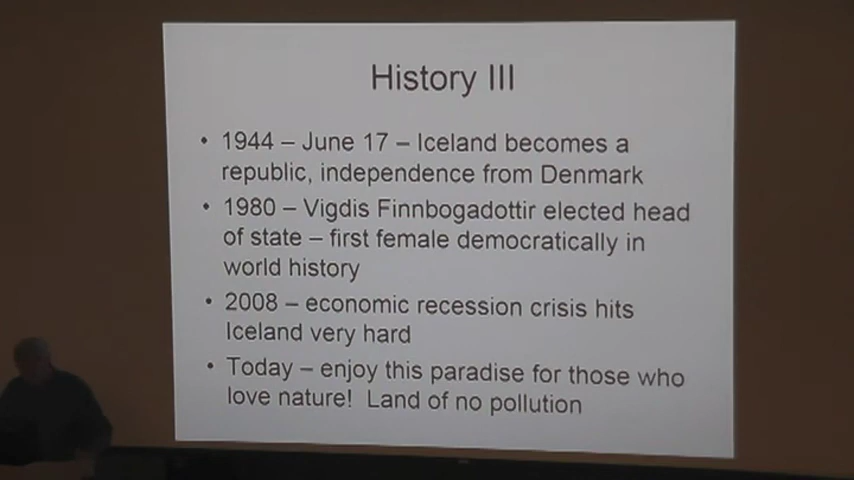 History III
• 1944 – June 17 – Iceland becomes a
republic, independence from Denmark
• 1980 – Vigdis Finnbogadottir elected head
of state – first female democratically in
world history
• 2008 – economic recession crisis hits
Iceland very hard
• Today – enjoy this paradise for those who
love nature! Land of no pollution